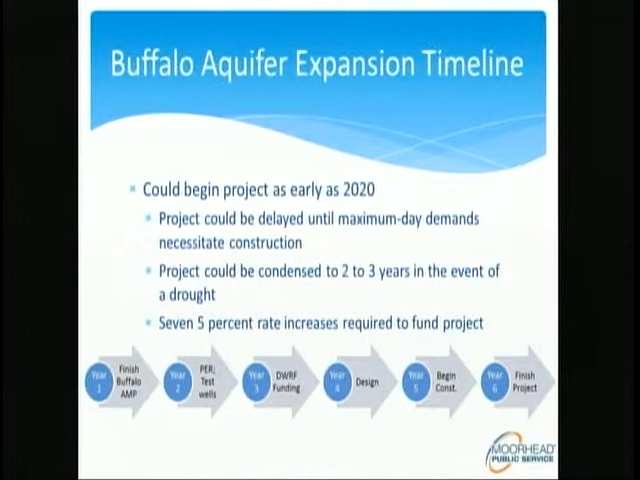 Buffalo Aquifer Expansion Timeline
Could begin project as early as 2020
Project could be delayed until maximum-day demands
necessitate construction
Project could be condensed to 2 to 3 years in the event of
a drought
Seven 5 percent rate increases required to fund project
Year
1
Finish
Buffalo
AMP
Year
2
PER,
Test
wells
Year
3
DWRF
Funding
Year
4
Design
Year
5
Begin
Const.
Year
6
Finish
Project
MOORHEAD
PUBLIC SERVICE